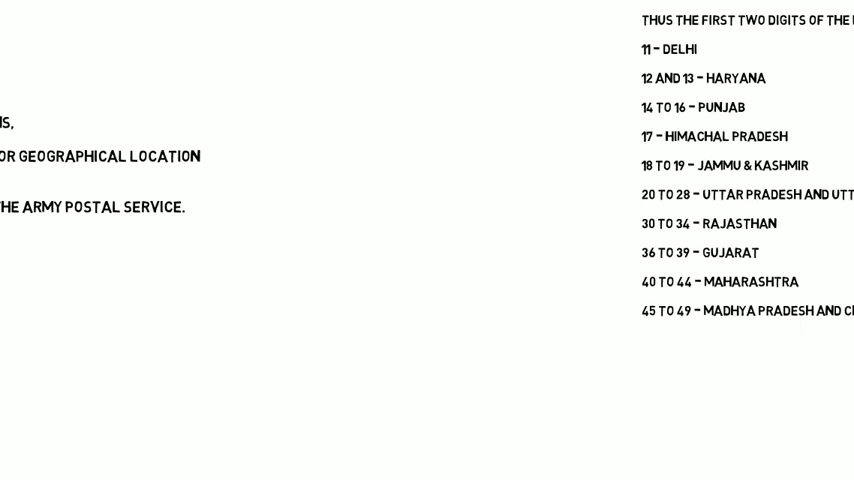 IS,
OR GEOGRAPHICAL LOCATION
THE ARMY POSTAL SERVICE.
THUS THE FIRST TWO DIGITS OF THE
11 - DELHI
12 AND 13 - HARYANA
14 TO 16 - PUNJAB
17 - HIMACHAL PRADESH
18 TO 19 - JAMMU & KASHMIR
20 TO 28 - UTTAR PRADESH AND UTT
30 TO 34 - RAJASTHAN
36 TO 39 - GUJARAT
40 TO 44 - MAHARASHTRA
45 TO 49 - MADHYA PRADESH AND